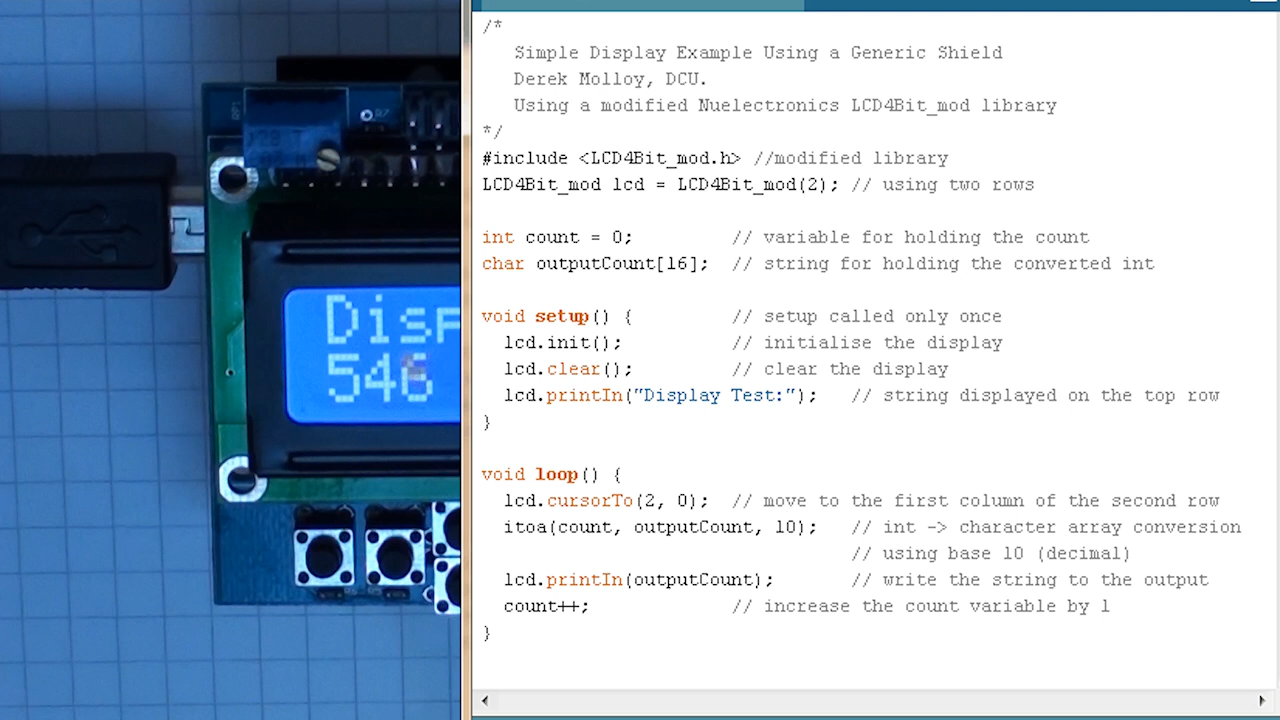 Disp
546
/*
Simple Display Example Using a Generic Shield
Derek Molloy, DCU.
Using a modified Nuelectronics LCD4Bit_mod library
*/
#include <LCD4Bit_mod.h> //modified library
LCD4Bit_mod lcd = LCD4Bit_mod(2); // using two rows
int count = 0; // variable for holding the count
char outputCount[16]; // string for holding the converted int
void setup() { // setup called only once
lcd.init(); // initialise the display
lcd.clear(); // clear the display
lcd.printIn("Display Test:"); // string displayed on the top row
}
void loop() {
lcd.cursorTo(2, 0); // move to the first column of the second row
itoa(count, outputCount, 10); // int -> character array conversion
// using base 10 (decimal)
lcd.printIn(outputCount); // write the string to the output
count++; // increase the count variable by 1
}